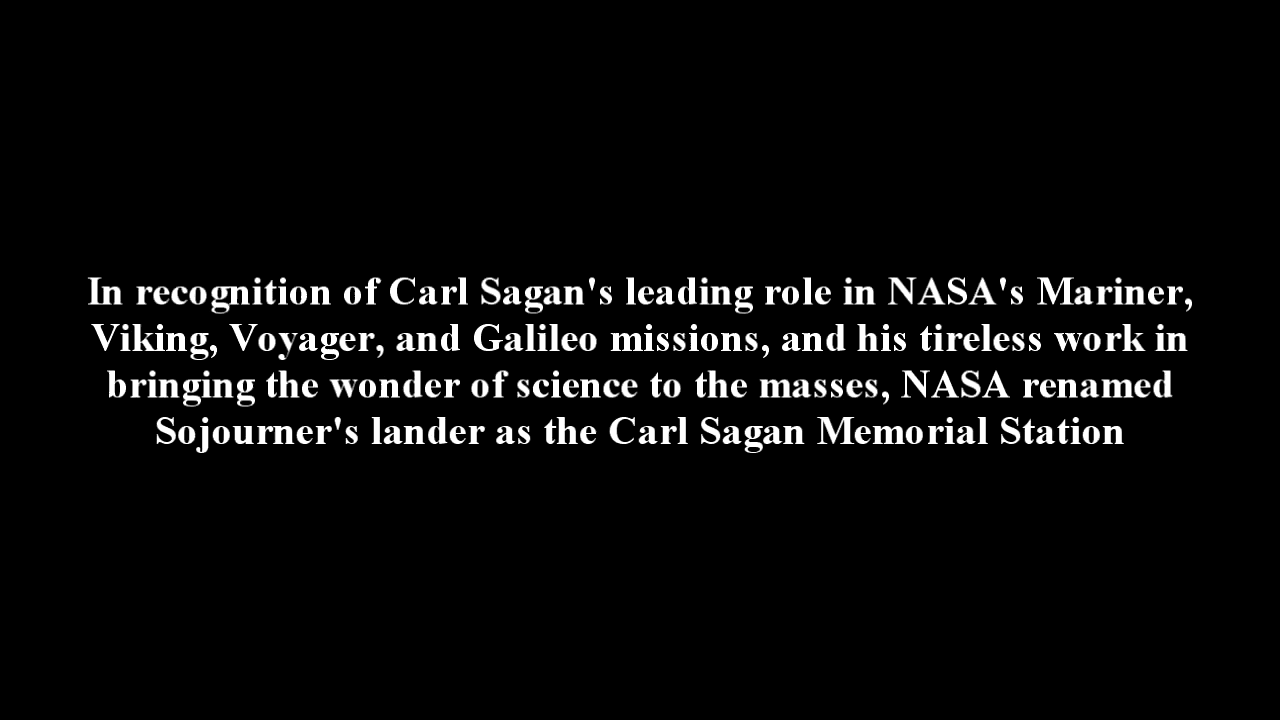 In recognition of Carl Sagan's leading role in NASA's Mariner,
Viking, Voyager, and Galileo missions, and his tireless work in
bringing the wonder of science to the masses, NASA renamed
Sojourner's lander as the Carl Sagan Memorial Station